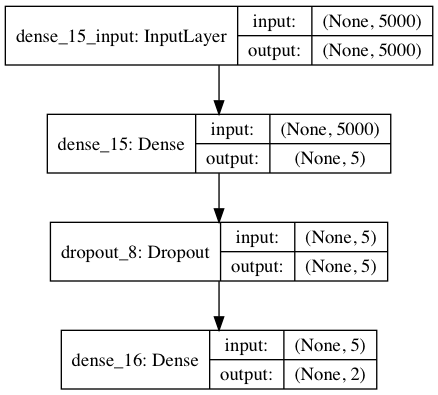 dense_15_input: InputLayer input: (None, 5000)
output: (None, 5000)
dense_15: Dense input: (None, 5000)
output: (None, 5)
dropout_8: Dropout input: (None, 5)
output: (None, 5)
dense_16: Dense input: (None, 5)
output: (None, 2)